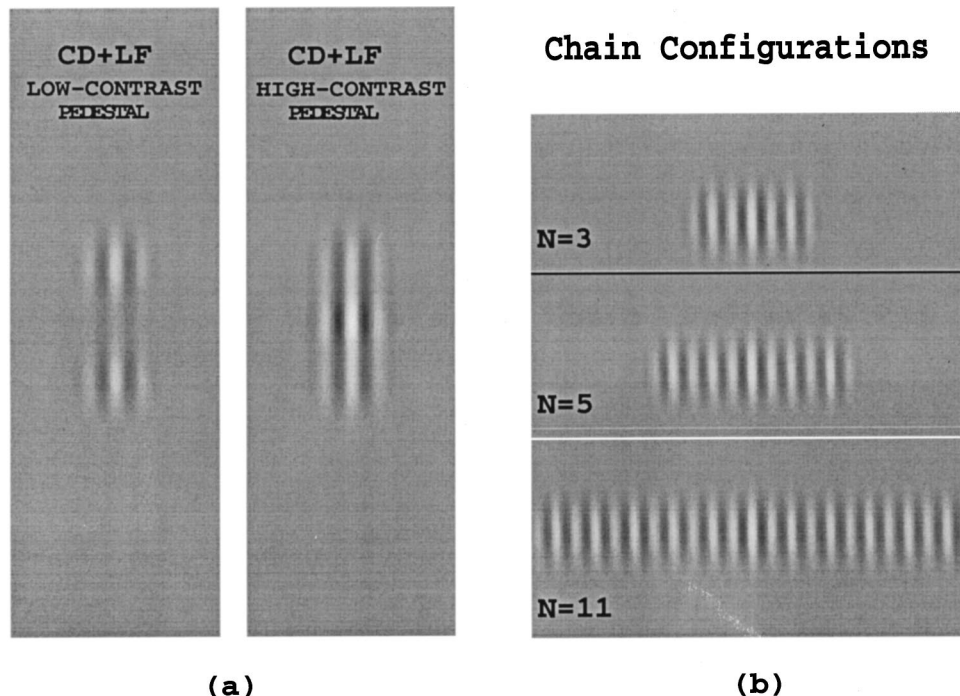 CD+LF
LOW-CONTRAST
PEDESTAL
CD+LF
HIGH-CONTRAST
PEDESTAL
(a)
Chain Configurations
N=3
N=5
N=11
(b)